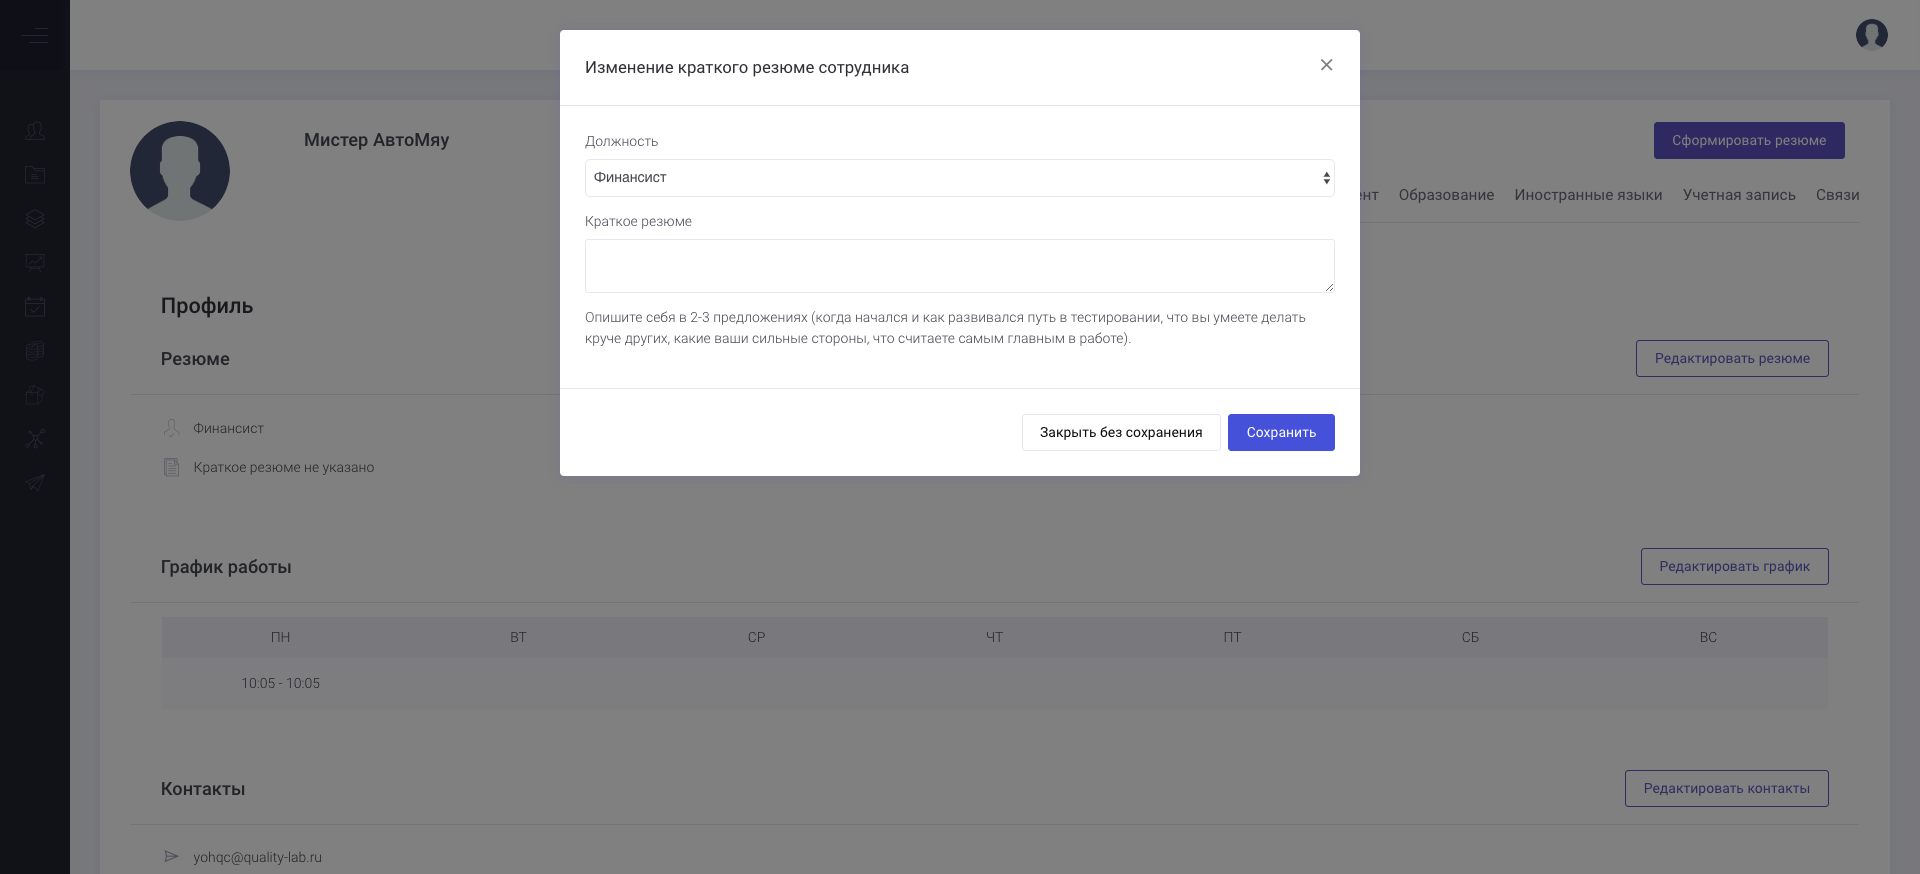 Изменение краткого резюме сотрудника
Должность
Финансист
Краткое резюме
Опишите себя в 2-3 предложениях (когда начался и как развивался путь в тестировании, что вы умеете делать
круче других, какие ваши сильные стороны, что считаете самым главным в работе).
Закрыть без сохранения
Сохранить
Мистер АвтоМяу
Сформировать резюме
ент
Образование
Иностранные языки
Учетная запись
Связи
Профиль
Резюме
Редактировать резюме
Финансист
Краткое резюме не указано
График работы
Редактировать график
ПН ВТ СР ЧТ ПТ СБ ВС
10:05 - 10:05
Контакты
Редактировать контакты
yohqc@quality-lab.ru